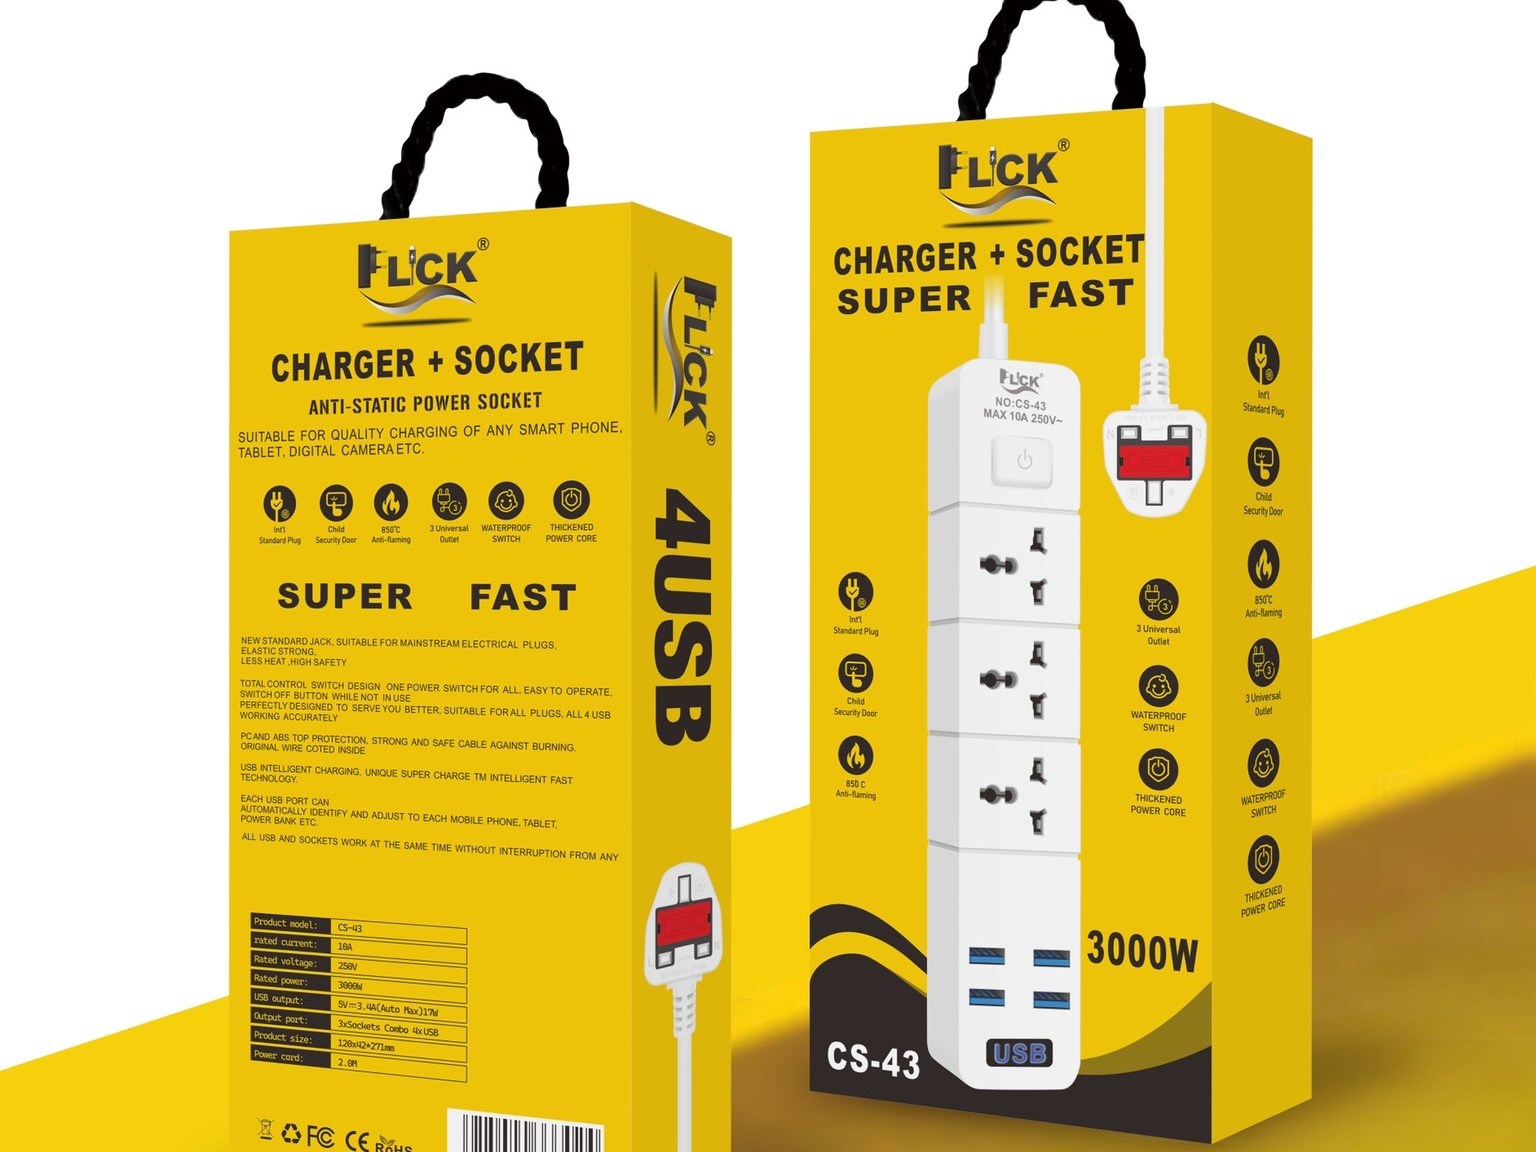 FLICK®
CHARGER + SOCKET
ANTI-STATIC POWER SOCKET
SUITABLE FOR QUALITY CHARGING OF ANY SMART PHONE,
TABLET, DIGITAL CAMERA ETC.
Int'l
Standard Plug
Child
Security Door
850°C
Anti-flaming
3
3 Universal
Outlet
WATERPROOF
SWITCH
THICKENED
POWER CORE
SUPER FAST
NEW STANDARD JACK, SUITABLE FOR MAINSTREAM ELECTRICAL PLUGS,
ELASTIC STRONG,
LESS HEAT ,HIGH SAFETY
TOTAL CONTROL SWITCH DESIGN ONE POWER SWITCH FOR ALL, EASY TO OPERATE,
SWITCH OFF BUTTON WHILE NOT IN USE
PERFECTLY DESIGNED TO SERVE YOU BETTER, SUITABLE FOR ALL PLUGS, ALL 4 USB
WORKING ACCURATELY
PC AND ABS TOP PROTECTION, STRONG AND SAFE CABLE AGAINST BURNING.
ORIGINAL WIRE COTED INSIDE
USB INTELLIGENT CHARGING, UNIQUE SUPER CHARGE TM INTELLIGENT FAST
TECHNOLOGY.
EACH USB PORT CAN
AUTOMATICALLY IDENTIFY AND ADJUST TO EACH MOBILE PHONE, TABLET,
POWER BANK ETC.
ALL USB AND SOCKETS WORK AT THE SAME TIME WITHOUT INTERRUPTION FROM ANY
Product model: CS-43
rated current: 10A
Rated voltage: 250V
Rated power: 3000W
USB output: 5V⎓3.4A(Auto Max)17W
Output port: 3xSockets Combo 4xUSB
Product size: 120x42*271mm
Power cord: 2.0M
FC CE RoHS
FLICK®
4USB
L N
FLICK®
CHARGER + SOCKET
SUPER FAST
FLICK®
NO:CS-43
MAX 10A 250V~
N L
Int'l
Standard Plug
Child
Security Door
850 C
Anti-flaming
3
3 Universal
Outlet
WATERPROOF
SWITCH
THICKENED
POWER CORE
3000W
USB
CS-43
Int'l
Standard Plug
Child
Security Door
850°C
Anti-flaming
3
3 Universal
Outlet
WATERPROOF
SWITCH
THICKENED
POWER CORE